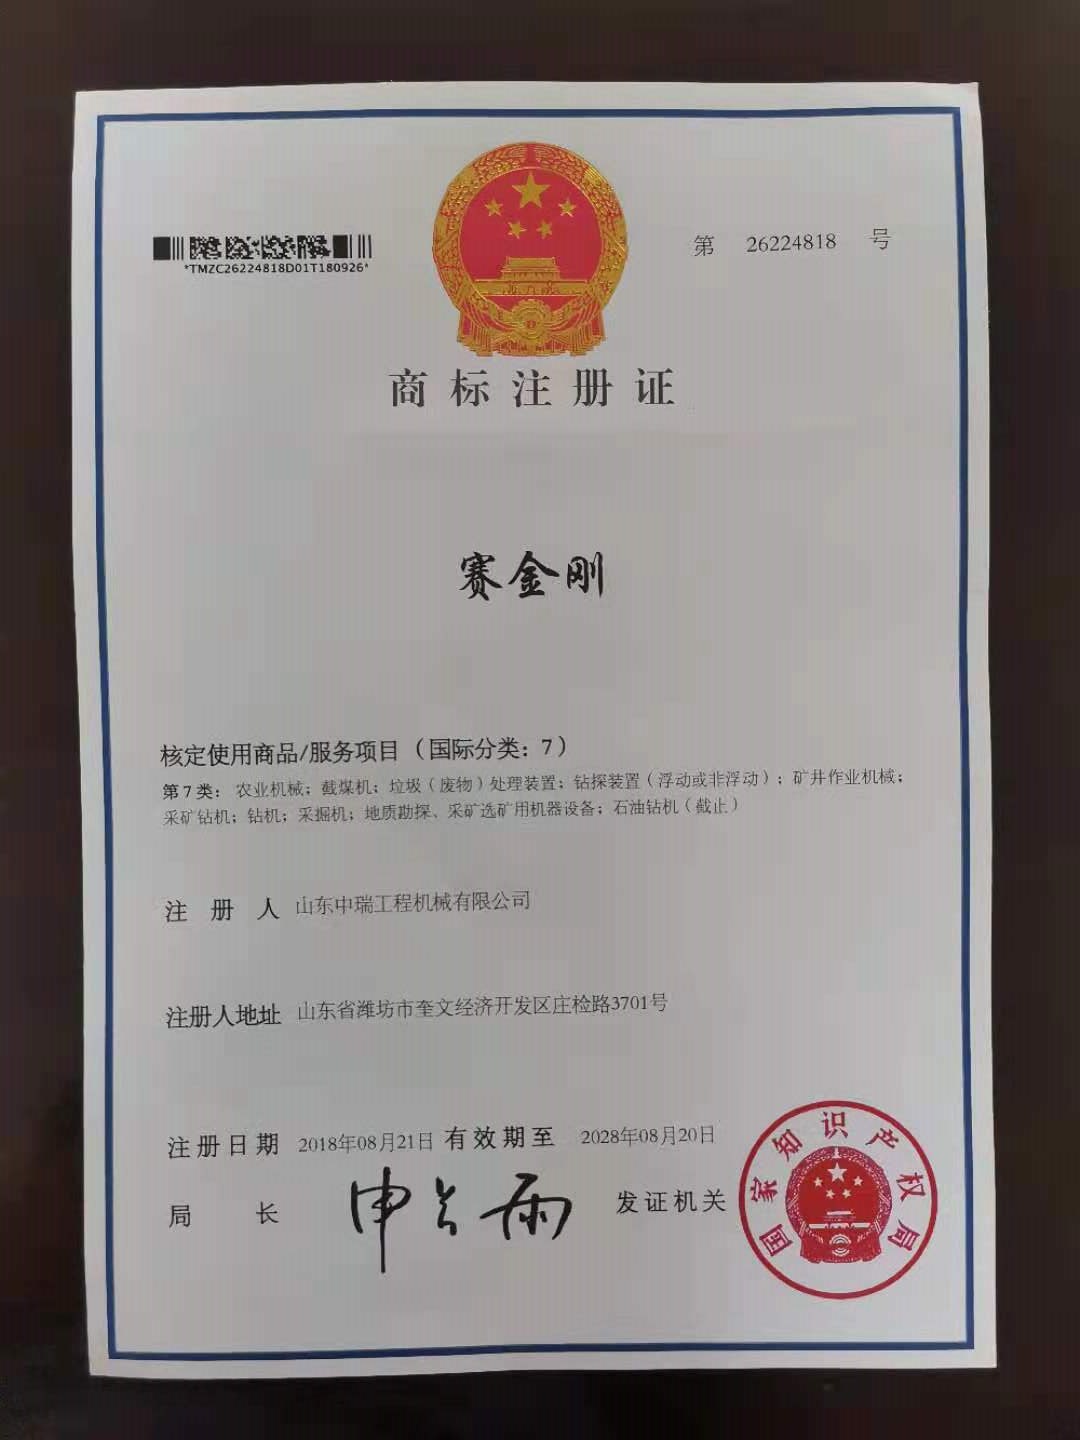 *TMZC26224818D01T180926*
第 26224818 号
商标注册证
赛金刚
核定使用商品/服务项目（国际分类：7）
第7类：农业机械；截煤机；垃圾（废物）处理装置；钻探装置（浮动或非浮动）；矿井作业机械；
采矿钻机；钻机；采掘机；地质勘探、采矿选矿用机器设备；石油钻机（截止）
注册人 山东中瑞工程机械有限公司
注册人地址 山东省潍坊市奎文经济开发区庄检路3701号
注册日期 2018年08月21日 有效期至 2028年08月20日
局长 申长雨 发证机关
国家知识产权局